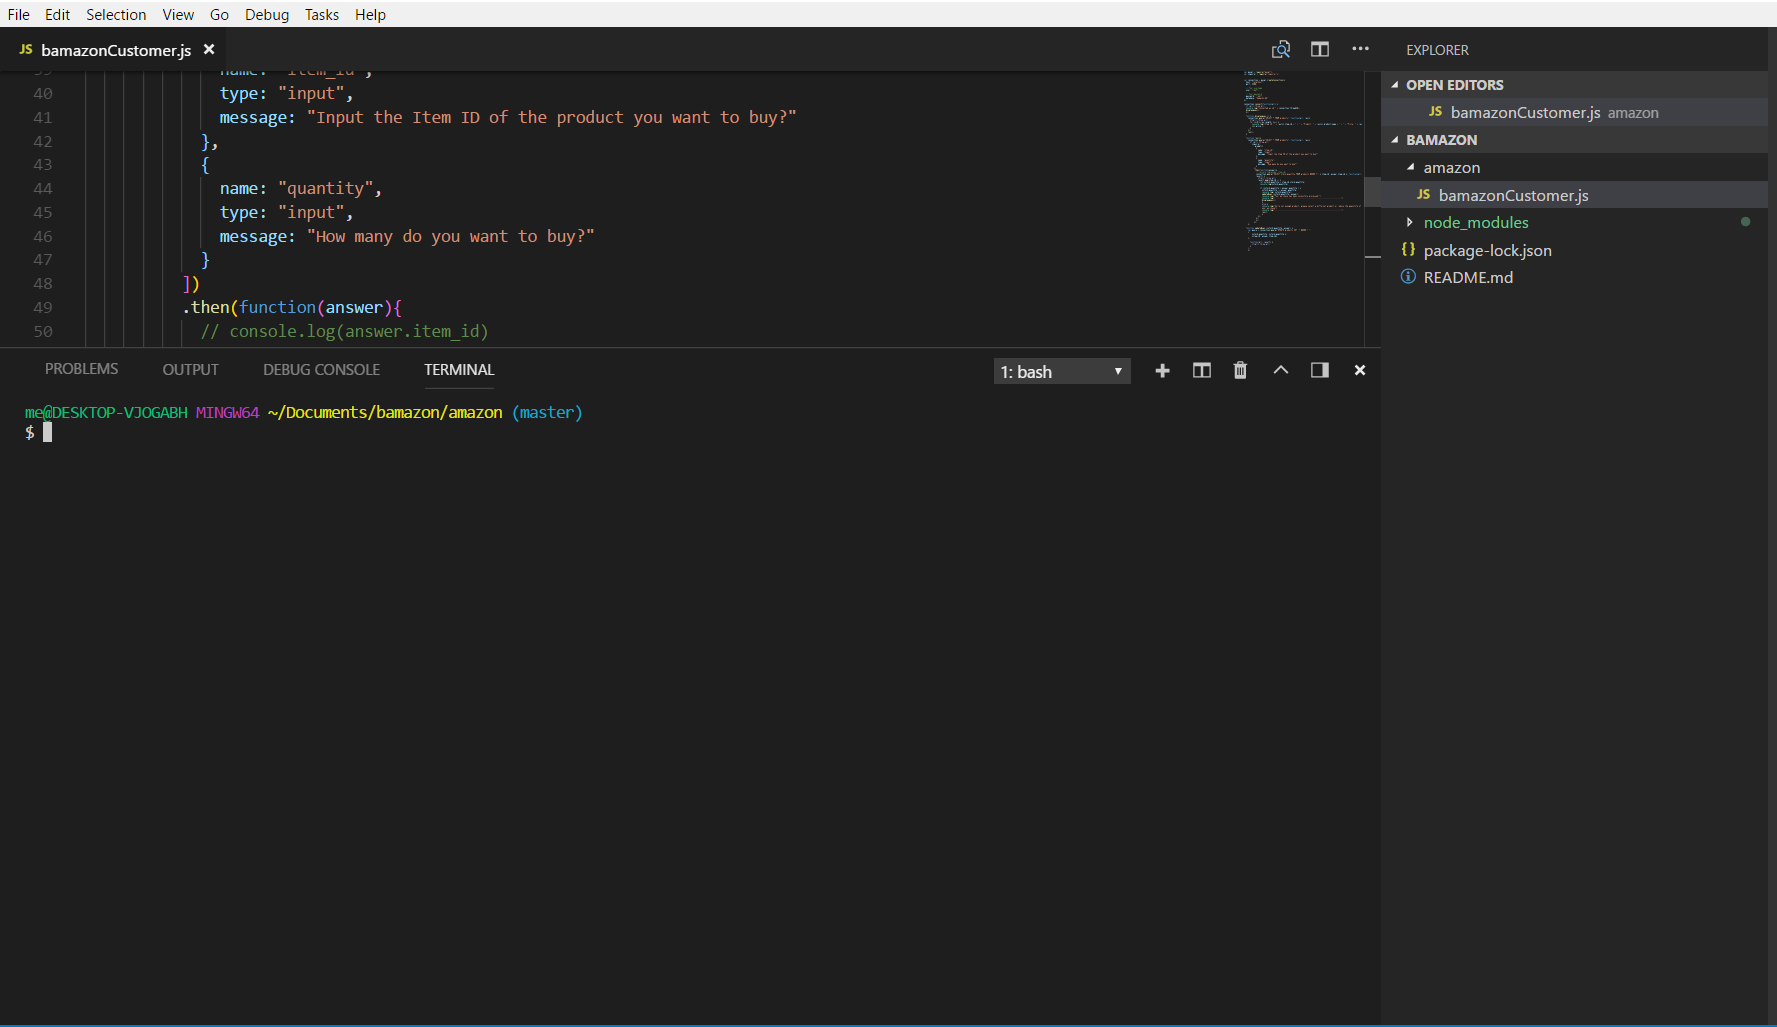 File Edit Selection View Go Debug Tasks Help
JS bamazonCustomer.js
name: "item_id",
40 type: "input",
41 message: "Input the Item ID of the product you want to buy?"
42 },
43 {
44 name: "quantity",
45 type: "input",
46 message: "How many do you want to buy?"
47 }
48 ])
49 .then(function(answer){
50 // console.log(answer.item_id)
PROBLEMS OUTPUT DEBUG CONSOLE TERMINAL
1: bash
me@DESKTOP-VJOGABH MINGW64 ~/Documents/bamazon/amazon (master)
$
EXPLORER
OPEN EDITORS
JS bamazonCustomer.js amazon
BAMAZON
amazon
JS bamazonCustomer.js
node_modules
{} package-lock.json
README.md